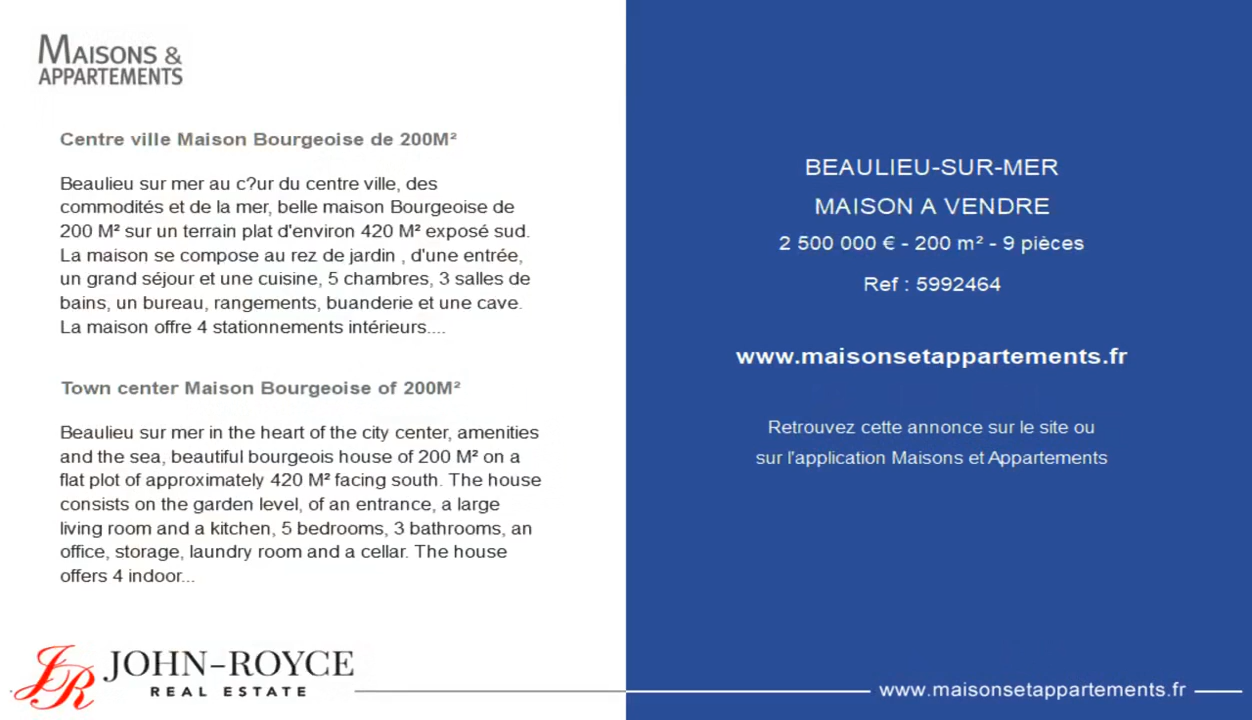 MAISONS &
APPARTEMENTS
Centre ville Maison Bourgeoise de 200M²
Beaulieu sur mer au c?ur du centre ville, des
commodités et de la mer, belle maison Bourgeoise de
200 M² sur un terrain plat d'environ 420 M² exposé sud.
La maison se compose au rez de jardin , d'une entrée,
un grand séjour et une cuisine, 5 chambres, 3 salles de
bains, un bureau, rangements, buanderie et une cave.
La maison offre 4 stationnements intérieurs....
Town center Maison Bourgeoise of 200M²
Beaulieu sur mer in the heart of the city center, amenities
and the sea, beautiful bourgeois house of 200 M² on a
flat plot of approximately 420 M² facing south. The house
consists on the garden level, of an entrance, a large
living room and a kitchen, 5 bedrooms, 3 bathrooms, an
office, storage, laundry room and a cellar. The house
offers 4 indoor...
JR
JOHN-ROYCE
REAL ESTATE
BEAULIEU-SUR-MER
MAISON A VENDRE
2 500 000 € - 200 m² - 9 pièces
Ref : 5992464
www.maisonsetappartements.fr
Retrouvez cette annonce sur le site ou
sur l'application Maisons et Appartements
www.maisonsetappartements.fr